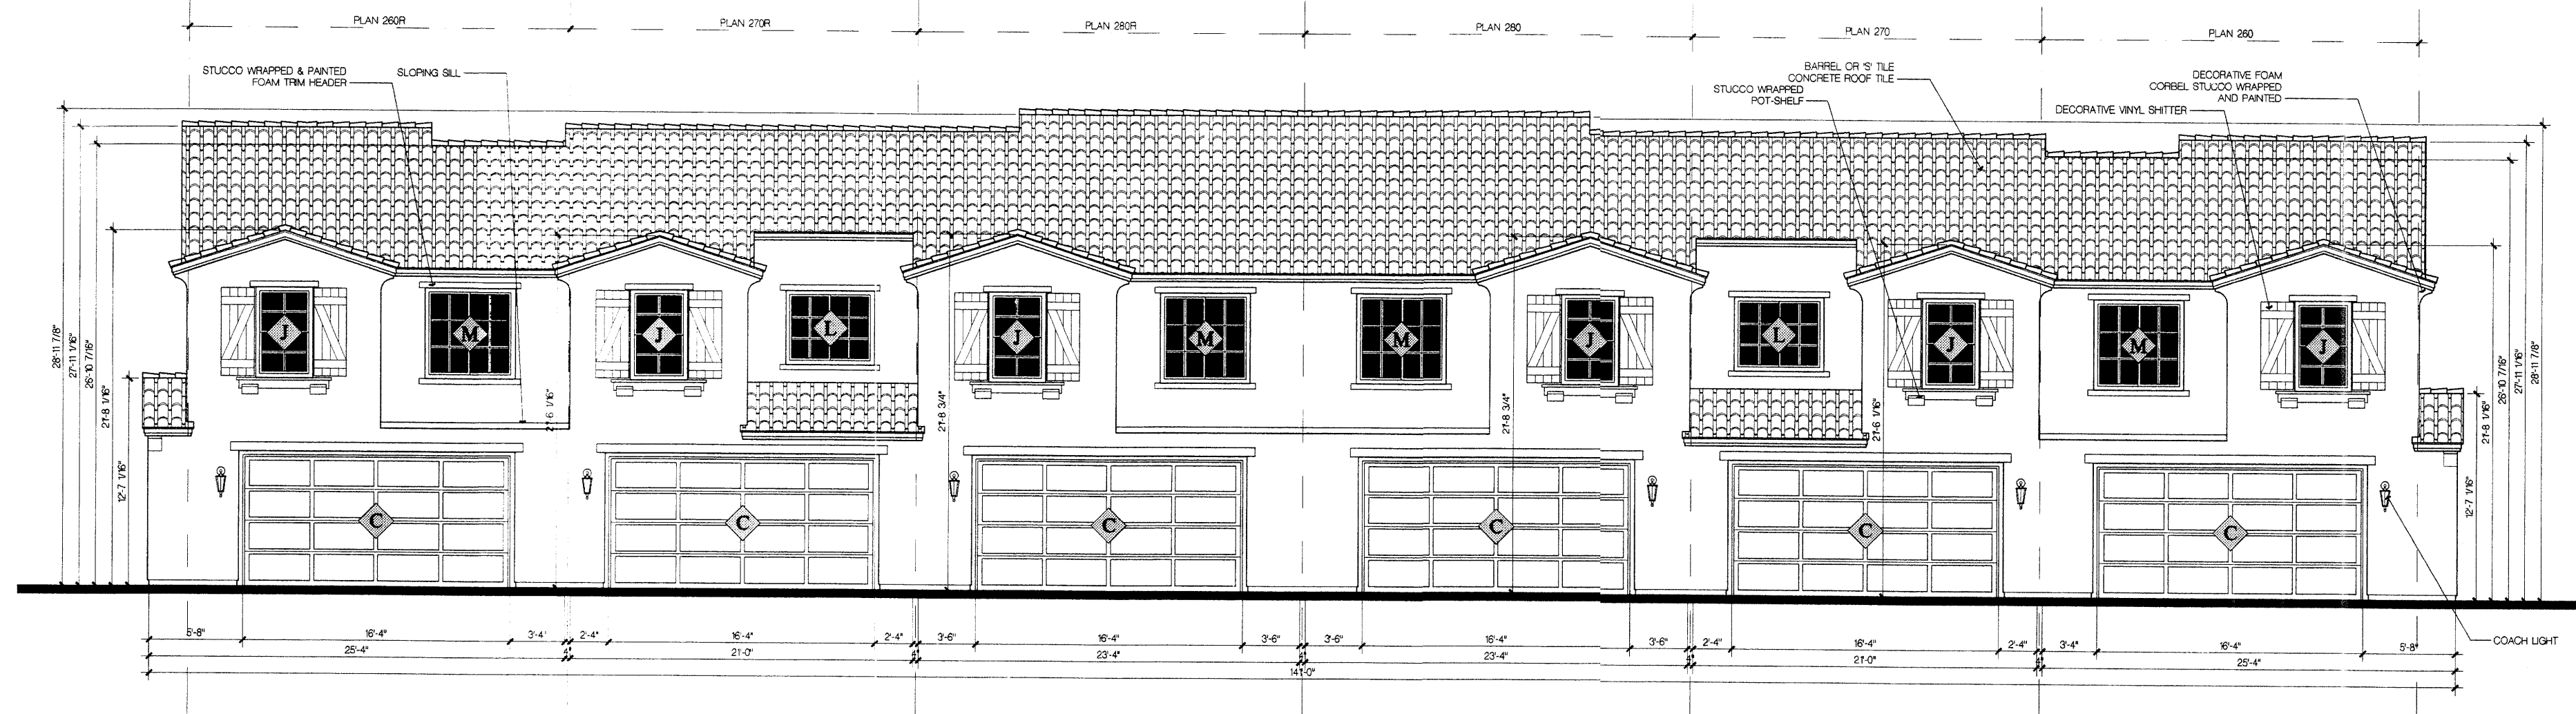 PLAN 260R
PLAN 270R
PLAN 280R
PLAN 280
PLAN 270
PLAN 260
STUCCO WRAPPED & PAINTED
FOAM TRIM HEADER
SLOPING SILL
BARREL OR 'S' TILE
CONCRETE ROOF TILE
STUCCO WRAPPED
POT-SHELF
DECORATIVE FOAM
CORBEL STUCCO WRAPPED
AND PAINTED
DECORATIVE VINYL SHITTER
28'-11 7/8"
27'-11 1/16"
26'-10 7/16"
21'-8 1/16"
12'-7 1/16"
J
M
J
L
J
M
M
J
L
J
M
J
21'-6 1/16"
21'-8 3/4"
21'-8 3/4"
21'-6 1/16"
12'-7 1/16"
21'-8 1/16"
26'-10 7/16"
27'-11 1/16"
28'-11 7/8"
C
C
C
C
C
C
COACH LIGHT
5'-8" 16'-4" 3'-4" 2'-4" 16'-4" 2'-4" 3'-6" 16'-4" 3'-6" 3'-6" 16'-4" 3'-6" 2'-4" 16'-4" 2'-4" 3'-4" 16'-4" 5'-8"
25'-4" 4" 21'-0" 4" 23'-4" 4" 23'-4" 4" 21'-0" 4" 25'-4"
141'-0"